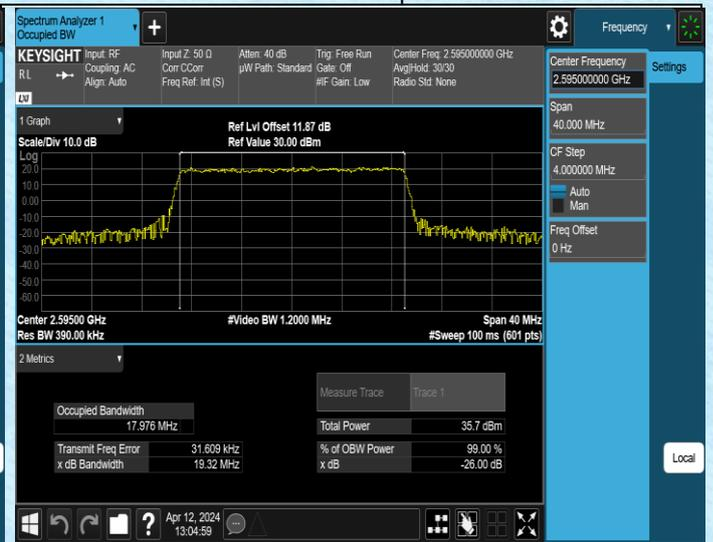 Spectrum Analyzer 1
Occupied BW
+
Frequency
KEYSIGHT
RL
LXI
Input: RF
Coupling: AC
Align: Auto
Input Z: 50 Ω
Corr CCorr
Freq Ref: Int (S)
Atten: 40 dB
µW Path: Standard
Trig: Free Run
Gate: Off
#IF Gain: Low
Center Freq: 2.595000000 GHz
Avg|Hold: 30/30
Radio Std: None
Center Frequency
2.595000000 GHz
Settings
Span
40.000 MHz
CF Step
4.000000 MHz
Auto
Man
Freq Offset
0 Hz
Local
1 Graph
Scale/Div 10.0 dB
Ref Lvl Offset 11.87 dB
Ref Value 30.00 dBm
Log
20.0
10.0
0.00
-10.0
-20.0
-30.0
-40.0
-50.0
-60.0
Center 2.59500 GHz
Res BW 390.00 kHz
#Video BW 1.2000 MHz
Span 40 MHz
#Sweep 100 ms (601 pts)
2 Metrics
Measure Trace
Trace 1
Occupied Bandwidth
17.976 MHz
Total Power
35.7 dBm
Transmit Freq Error
31.609 kHz
% of OBW Power
99.00 %
x dB Bandwidth
19.32 MHz
x dB
-26.00 dB
?
Apr 12, 2024
13:04:59